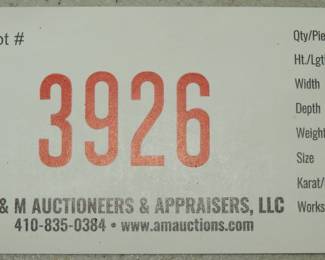 ot #
3926
& M AUCTIONEERS & APPRAISERS, LLC
410-835-0384 • www.amauctions.com
Qty/Pie
Ht./Lgt
Width
Depth
Weight
Size
Karat/
Works